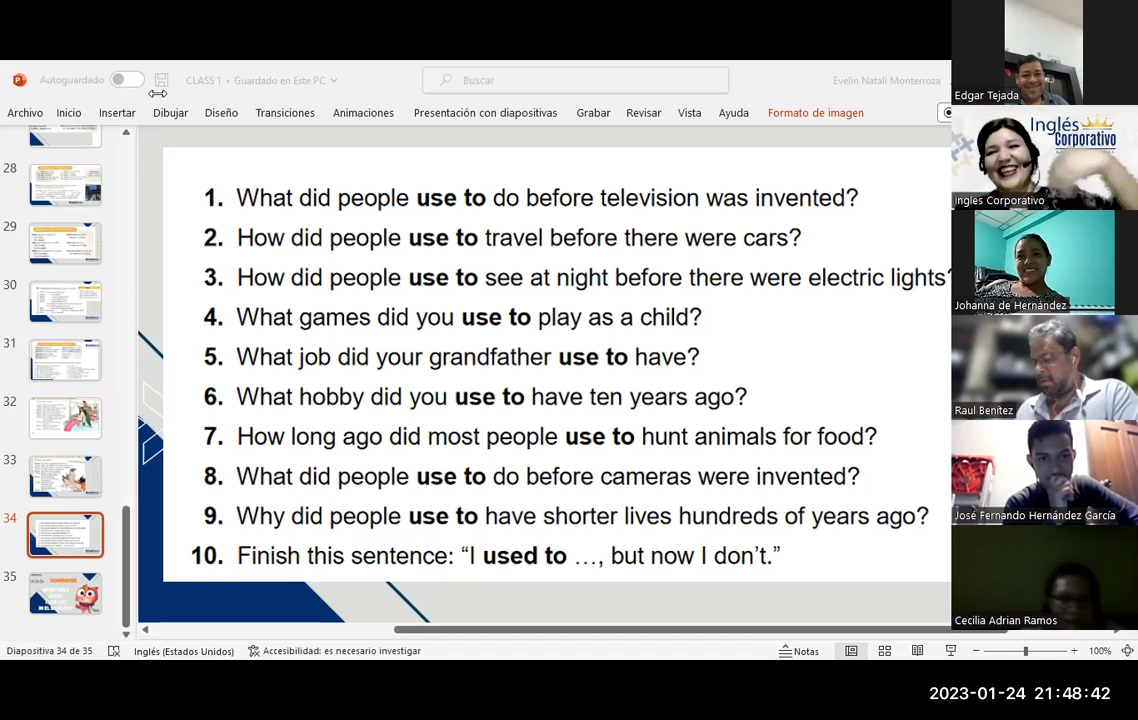 Autoguardado
CLASS 1 • Guardado en Este PC
Buscar
Evelin Natali Monterroza
Archivo Inicio Insertar Dibujar Diseño Transiciones Animaciones Presentación con diapositivas Grabar Revisar Vista Ayuda Formato de imagen
28
29
30
31
32
33
34
35
1. What did people use to do before television was invented?
2. How did people use to travel before there were cars?
3. How did people use to see at night before there were electric lights?
4. What games did you use to play as a child?
5. What job did your grandfather use to have?
6. What hobby did you use to have ten years ago?
7. How long ago did most people use to hunt animals for food?
8. What did people use to do before cameras were invented?
9. Why did people use to have shorter lives hundreds of years ago?
10. Finish this sentence: “I used to …, but now I don’t.”
Edgar Tejada
Inglés
Corporativo
Ingles Corporativo
Johanna de Hernández
Raul Benitez
José Fernando Hernández García
Cecilia Adrian Ramos
Diapositiva 34 de 35
Inglés (Estados Unidos)
Accesibilidad: es necesario investigar
Notas
100%
2023-01-24 21:48:42